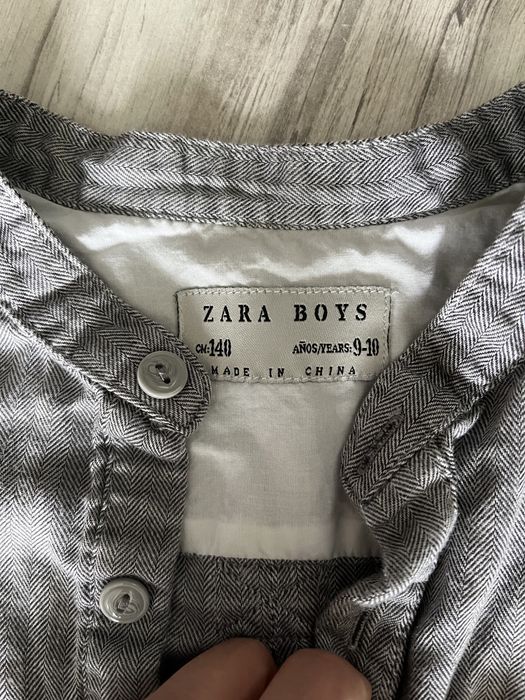 ZARA BOYS
CM:140 AÑOS/YEARS:9-10
MADE IN CHINA